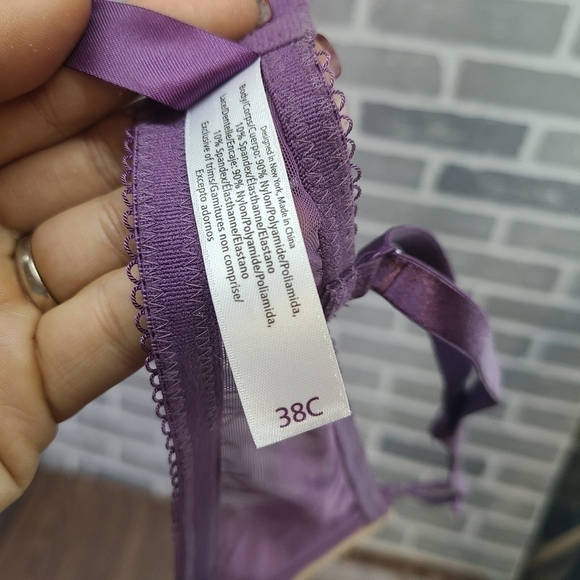 Designed in New York, Made in China
Body/Corps/Cuerpo: 90% Nylon/Polyamide/Poliamida,
10% Spandex/Elasthanne/Elastano
Lace/Dentelle/Encaje: 90% Nylon/Polyamide/Poliamida,
10% Spandex/Elasthanne/Elastano
Exclusive of trims/Garnitures non comprise/
Excepto adornos
38C